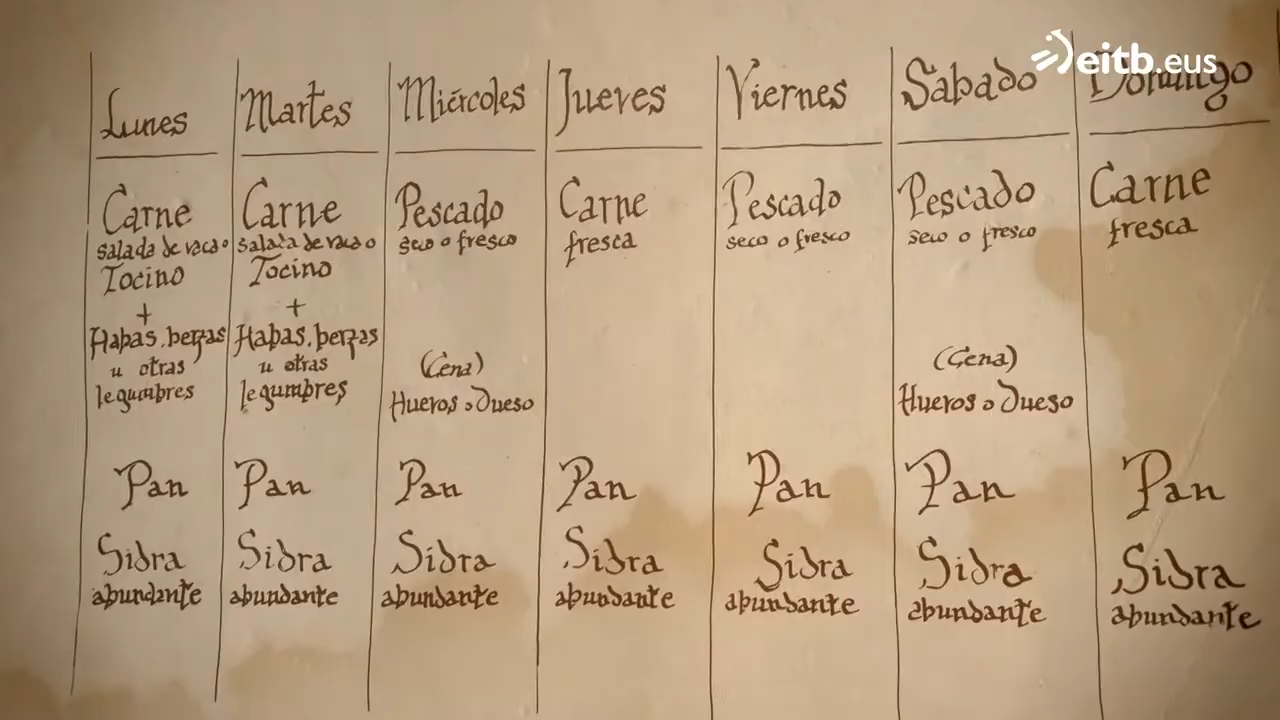 eitb.eus
Lunes
Carne
salada de vaca o
Tocino
+
Habas, berzas
u otras
legumbres
Pan
Sidra
abundante
Martes
Carne
salada de vaca o
Tocino
+
Habas, berzas
u otras
legumbres
Pan
Sidra
abundante
Miércoles
Pescado
seco o fresco
(Cena)
Huevos o Dueso
Pan
Sidra
abundante
Jueves
Carne
fresca
Pan
Sidra
abundante
Viernes
Pescado
seco o fresco
Pan
Sidra
abundante
Sabado
Pescado
seco o fresco
(Cena)
Huevos o Dueso
Pan
Sidra
abundante
Domingo
Carne
fresca
Pan
Sidra
abundante